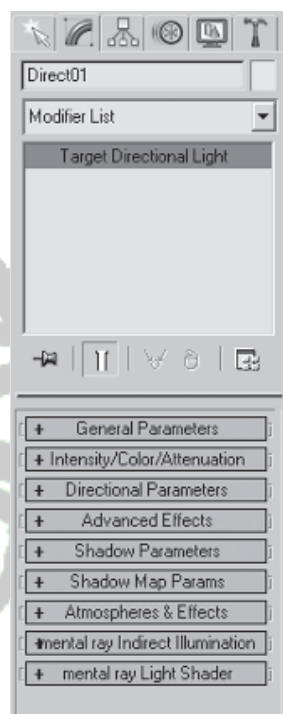 Direct01
Modifier List
Target Directional Light
+ General Parameters
+ Intensity/Color/Attenuation
+ Directional Parameters
+ Advanced Effects
+ Shadow Parameters
+ Shadow Map Params
+ Atmospheres & Effects
+ mental ray Indirect Illumination
+ mental ray Light Shader